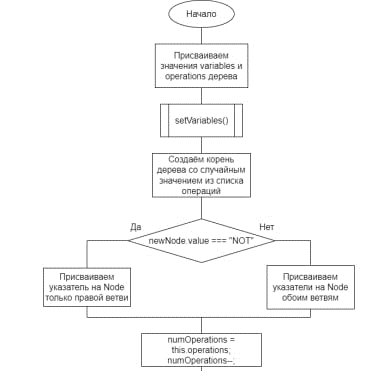 Начало
Присваиваем
значения variables и
operations дерева
setVariables()
Создаём корень
дерева со случайным
значением из списка
операций
Да
Нет
newNode.value === "NOT"
Присваиваем
указатель на Node
только правой ветви
Присваиваем
указатели на Node
обоим ветвям
numOperations =
this.operations;
numOperations--;